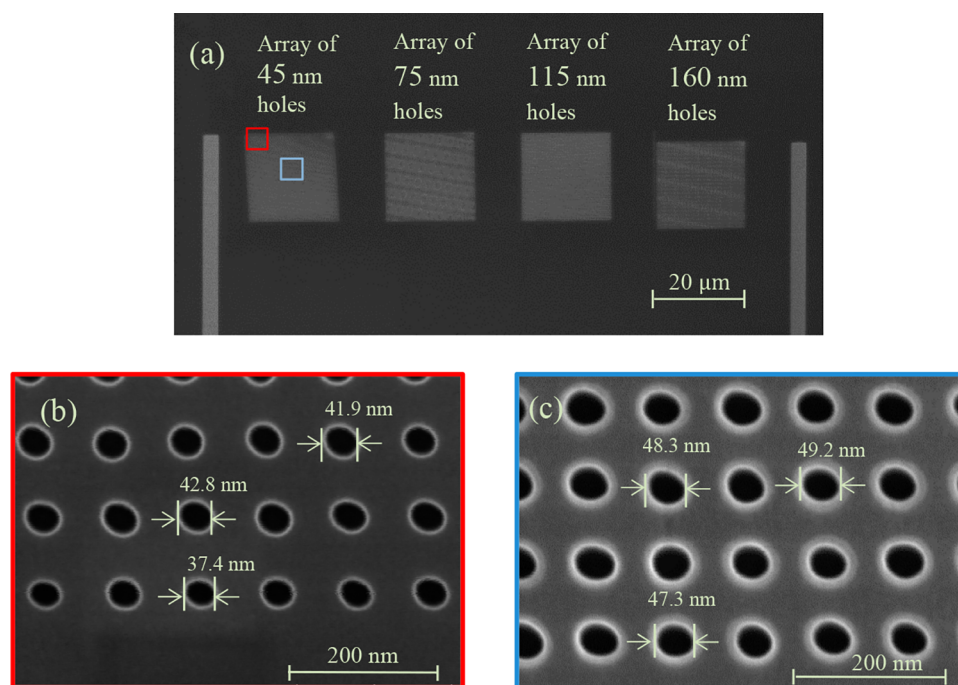 (a)
Array of
45 nm
holes
Array of
75 nm
holes
Array of
115 nm
holes
Array of
160 nm
holes
20 μm
(b)
41.9 nm
42.8 nm
37.4 nm
200 nm
(c)
48.3 nm
49.2 nm
47.3 nm
200 nm